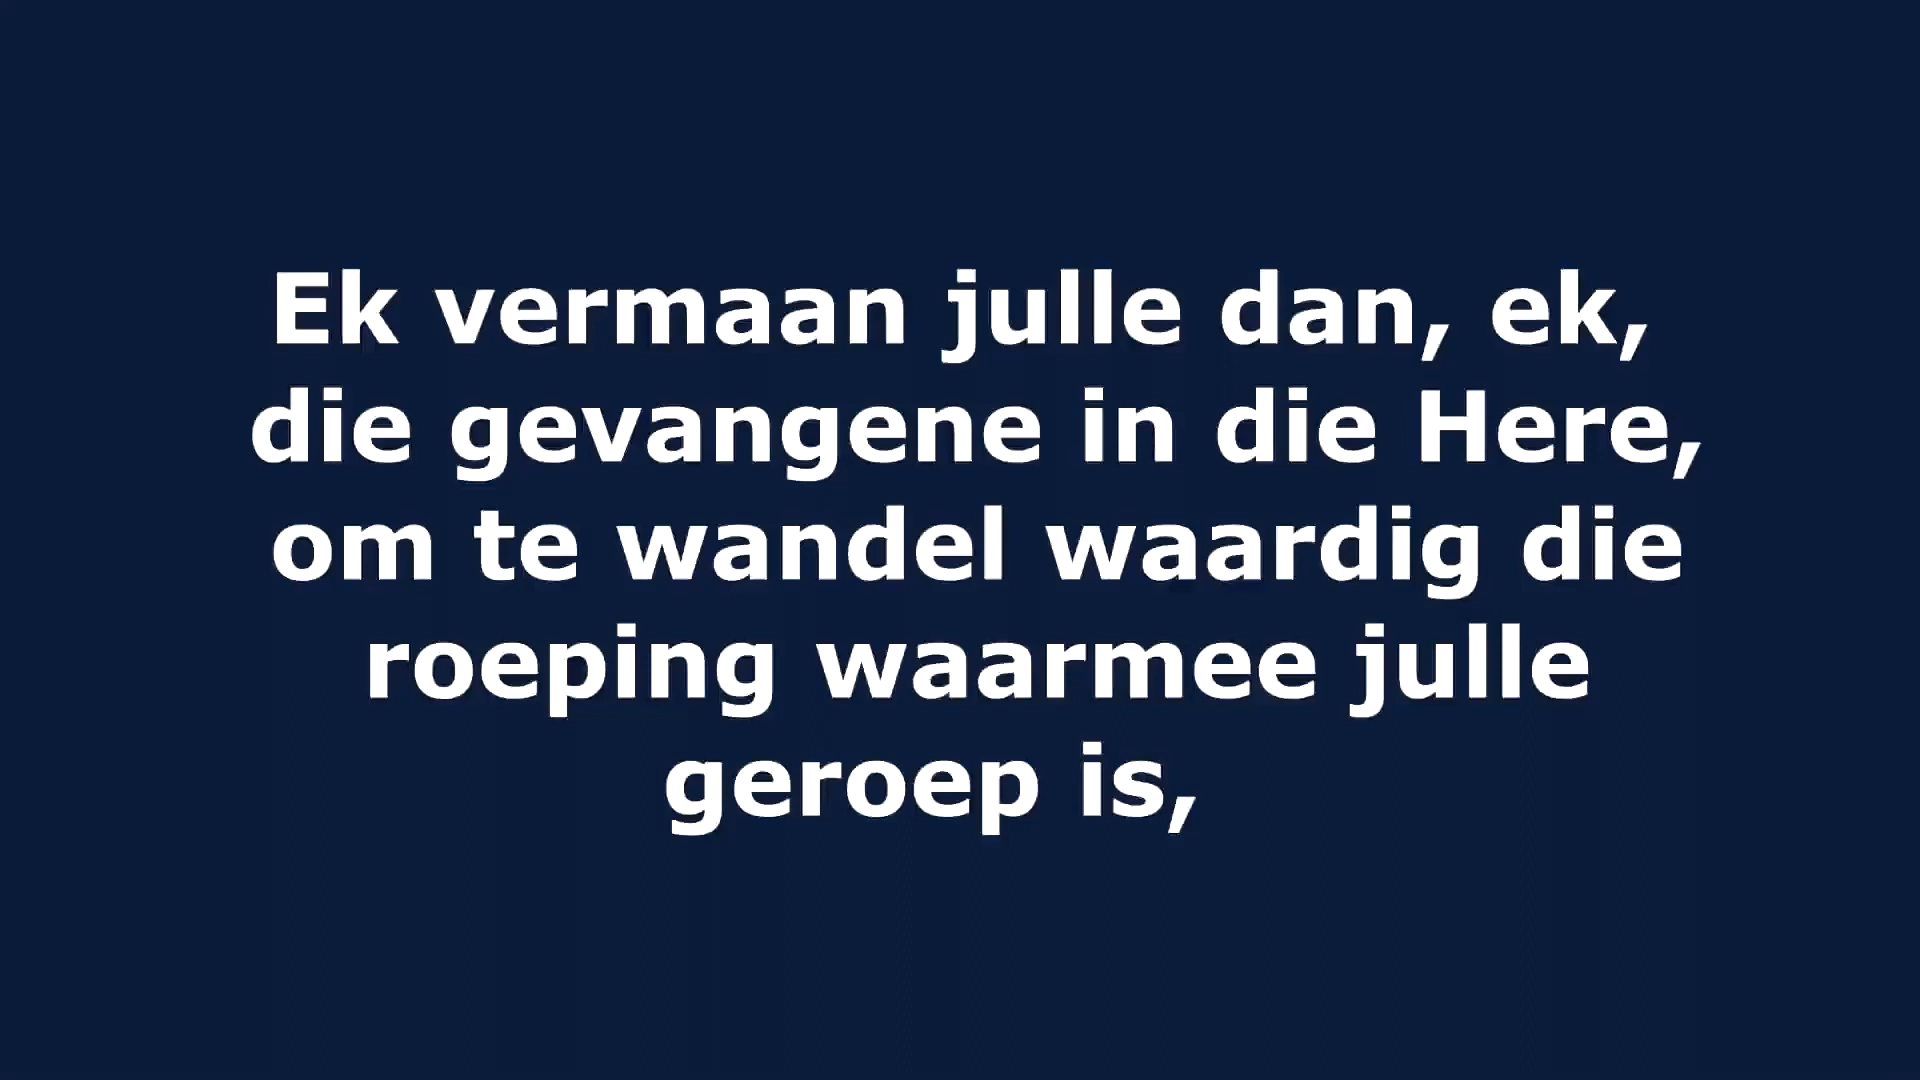 Ek vermaan julle dan, ek,
die gevangene in die Here,
om te wandel waardig die
roeping waarmee julle
geroep is,